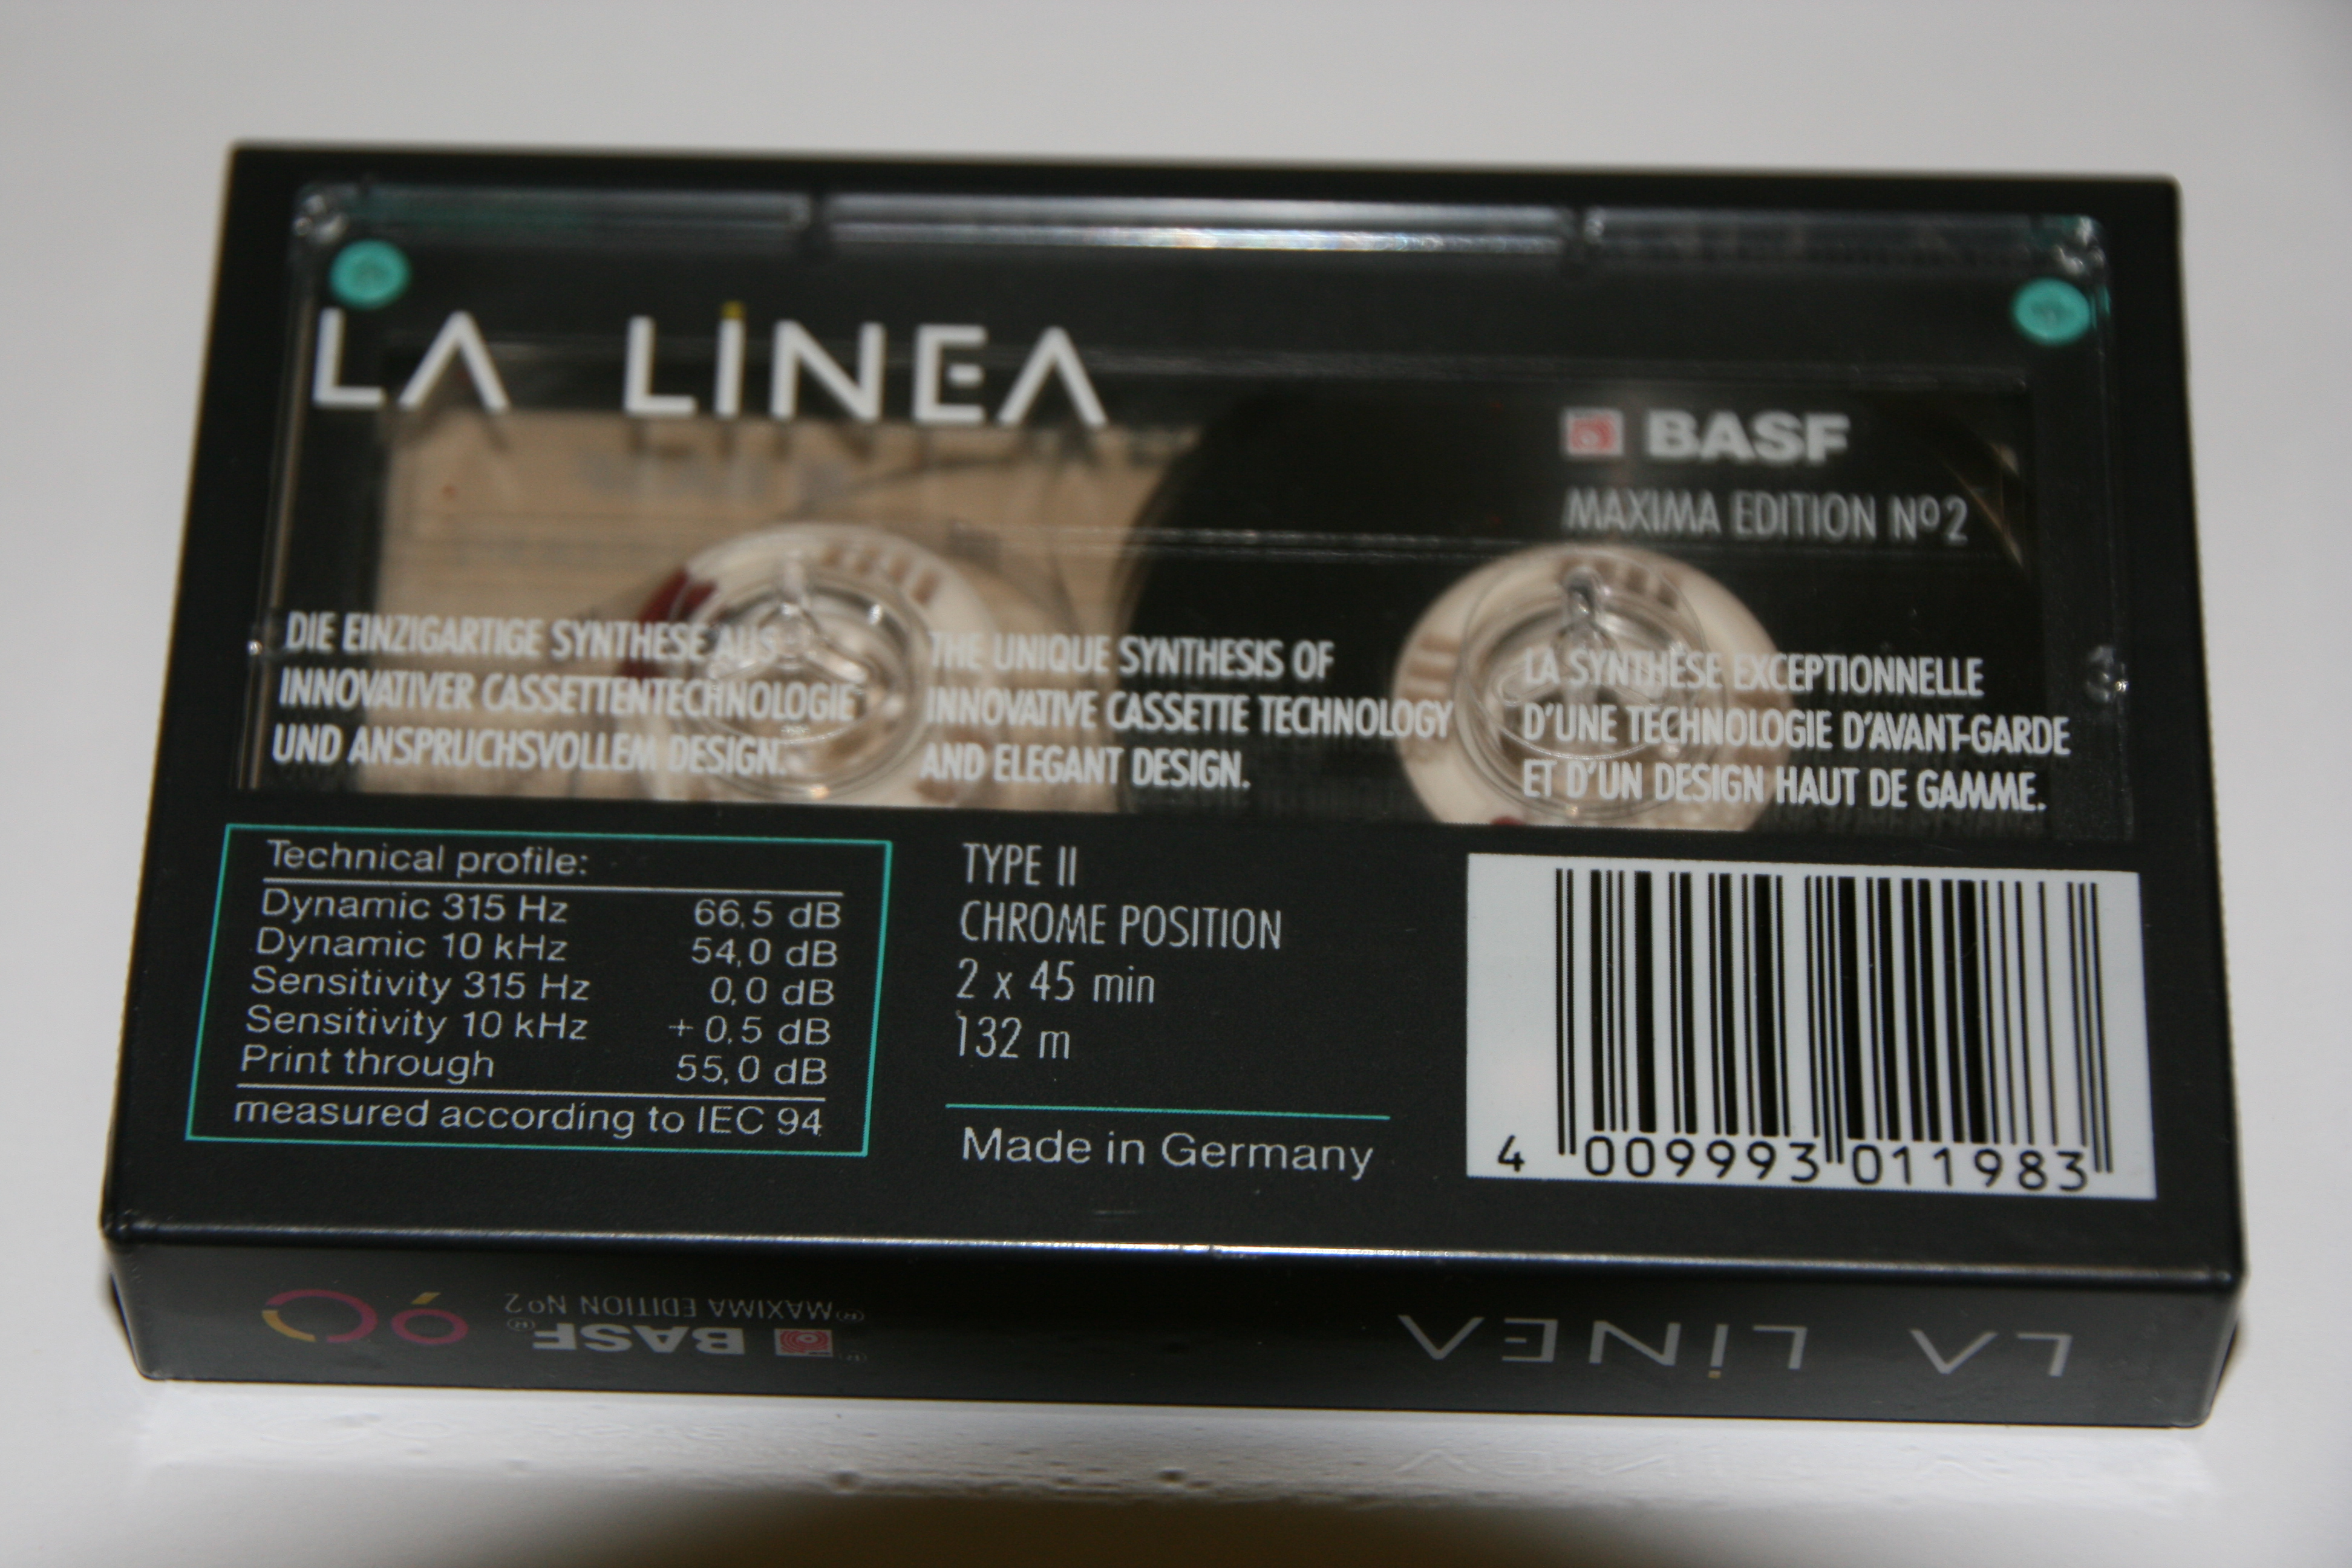 LA LINEA
BASF
MAXIMA EDITION Nº2
DIE EINZIGARTIGE SYNTHESE AUS
INNOVATIVER CASSETTENTECHNOLOGIE
UND ANSPRUCHSVOLLEM DESIGN.
THE UNIQUE SYNTHESIS OF
INNOVATIVE CASSETTE TECHNOLOGY
AND ELEGANT DESIGN.
LA SYNTHÈSE EXCEPTIONNELLE
D'UNE TECHNOLOGIE D'AVANT-GARDE
ET D'UN DESIGN HAUT DE GAMME.
Technical profile:
Dynamic 315 Hz 66,5 dB
Dynamic 10 kHz 54,0 dB
Sensitivity 315 Hz 0,0 dB
Sensitivity 10 kHz + 0,5 dB
Print through 55,0 dB
measured according to IEC 94
TYPE II
CHROME POSITION
2 x 45 min
132 m
Made in Germany
4 009993 011983
LA LINEA
BASF®
®MAXIMA EDITION Nº2
90